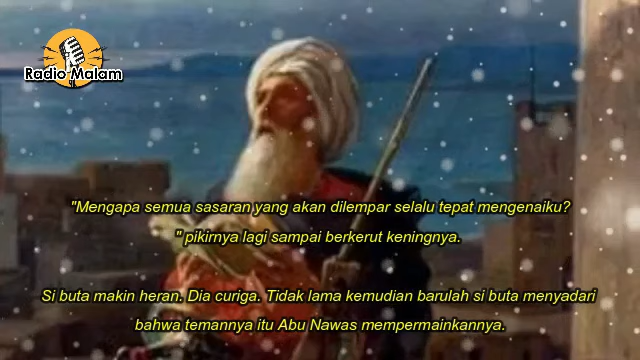 Radio Malam
"Mengapa semua sasaran yang akan dilempar selalu tepat mengenaiku?
" pikirnya lagi sampai berkerut keningnya.
Si buta makin heran. Dia curiga. Tidak lama kemudian barulah si buta menyadari
bahwa temannya itu Abu Nawas mempermainkannya.